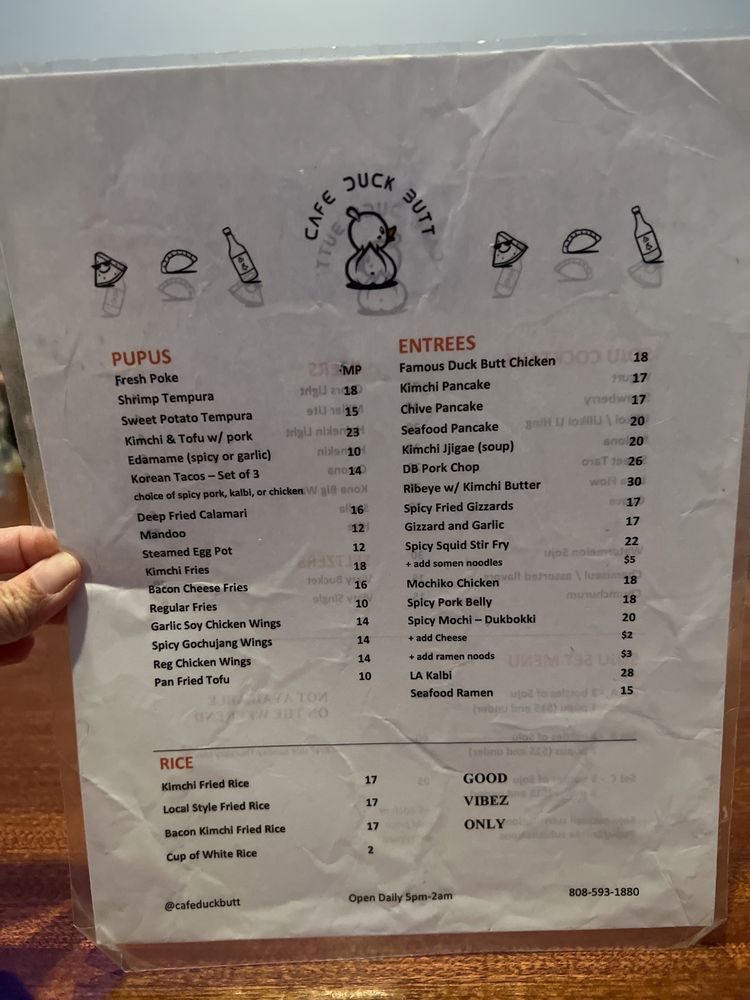 CAFE DUCK BUTT
PUPUS
Fresh Poke MP
Shrimp Tempura 18
Sweet Potato Tempura 15
Kimchi & Tofu w/ pork 23
Edamame (spicy or garlic) 10
Korean Tacos – Set of 3 14
choice of spicy pork, kalbi, or chicken
Deep Fried Calamari 16
Mandoo 12
Steamed Egg Pot 12
Kimchi Fries 18
Bacon Cheese Fries 16
Regular Fries 10
Garlic Soy Chicken Wings 14
Spicy Gochujang Wings 14
Reg Chicken Wings 14
Pan Fried Tofu 10
ENTREES
Famous Duck Butt Chicken 18
Kimchi Pancake 17
Chive Pancake 17
Seafood Pancake 20
Kimchi Jjigae (soup) 20
DB Pork Chop 26
Ribeye w/ Kimchi Butter 30
Spicy Fried Gizzards 17
Gizzard and Garlic 17
Spicy Squid Stir Fry 22
+ add somen noodles $5
Mochiko Chicken 18
Spicy Pork Belly 18
Spicy Mochi – Dukbokki 20
+ add Cheese $2
+ add ramen noods $3
LA Kalbi 28
Seafood Ramen 15
RICE
Kimchi Fried Rice 17
Local Style Fried Rice 17
Bacon Kimchi Fried Rice 17
Cup of White Rice 2
GOOD
VIBEZ
ONLY
@cafeduckbutt Open Daily 5pm-2am 808-593-1880